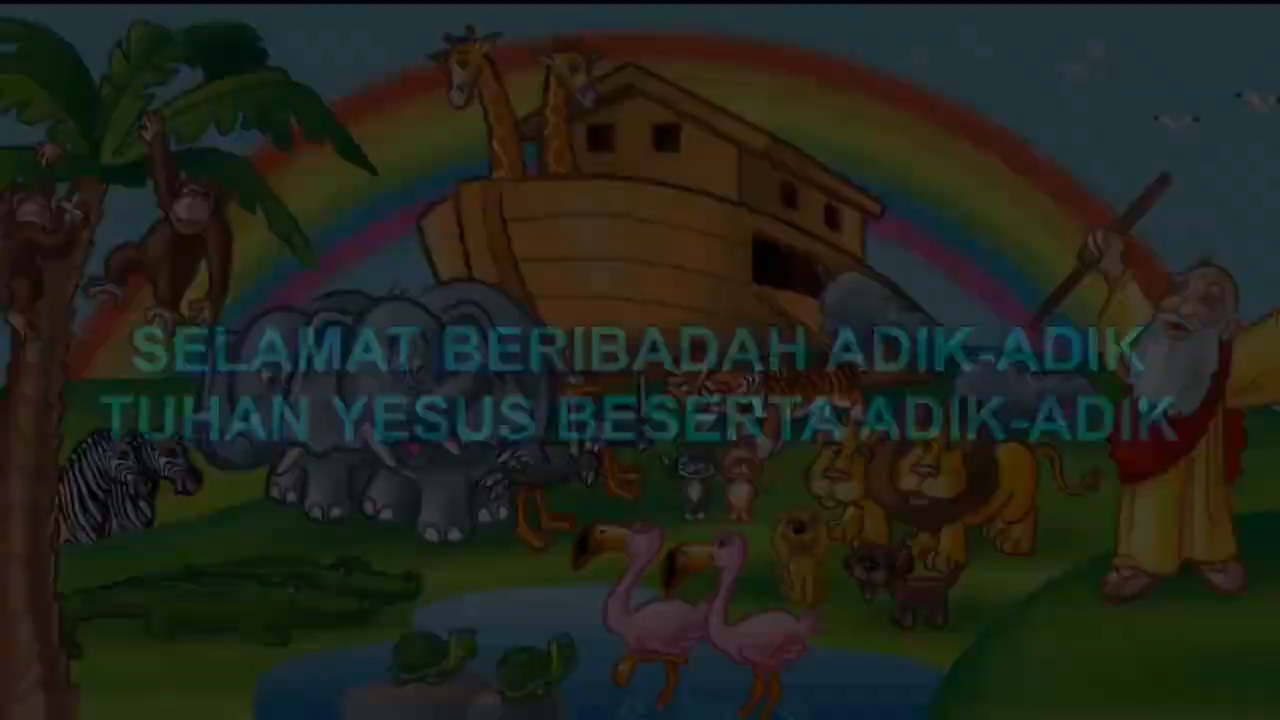 SELAMAT BERIBADAH ADIK-ADIK
TUHAN YESUS BESERTA ADIK-ADIK